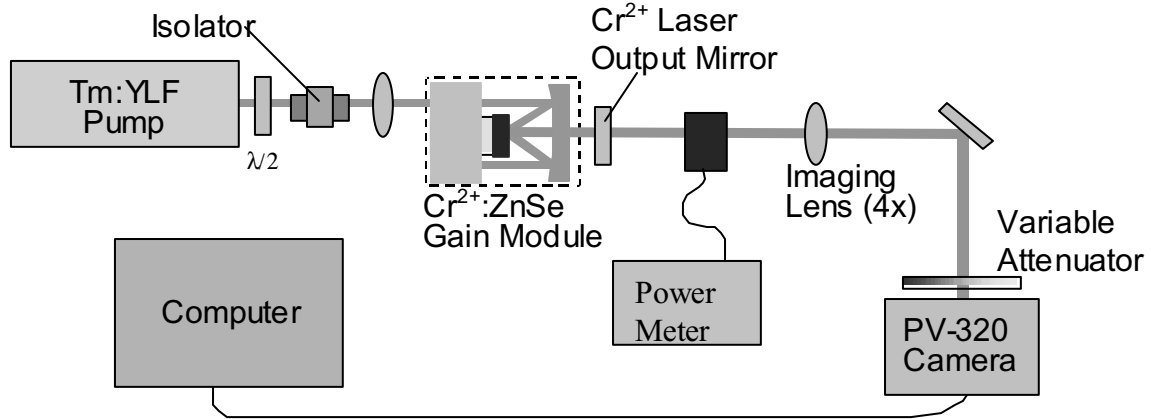 Isolator
Cr²⁺ Laser
Output Mirror
Tm:YLF
Pump
λ/2
Cr²⁺:ZnSe
Gain Module
Imaging
Lens (4x)
Variable
Attenuator
Computer
Power
Meter
PV-320
Camera